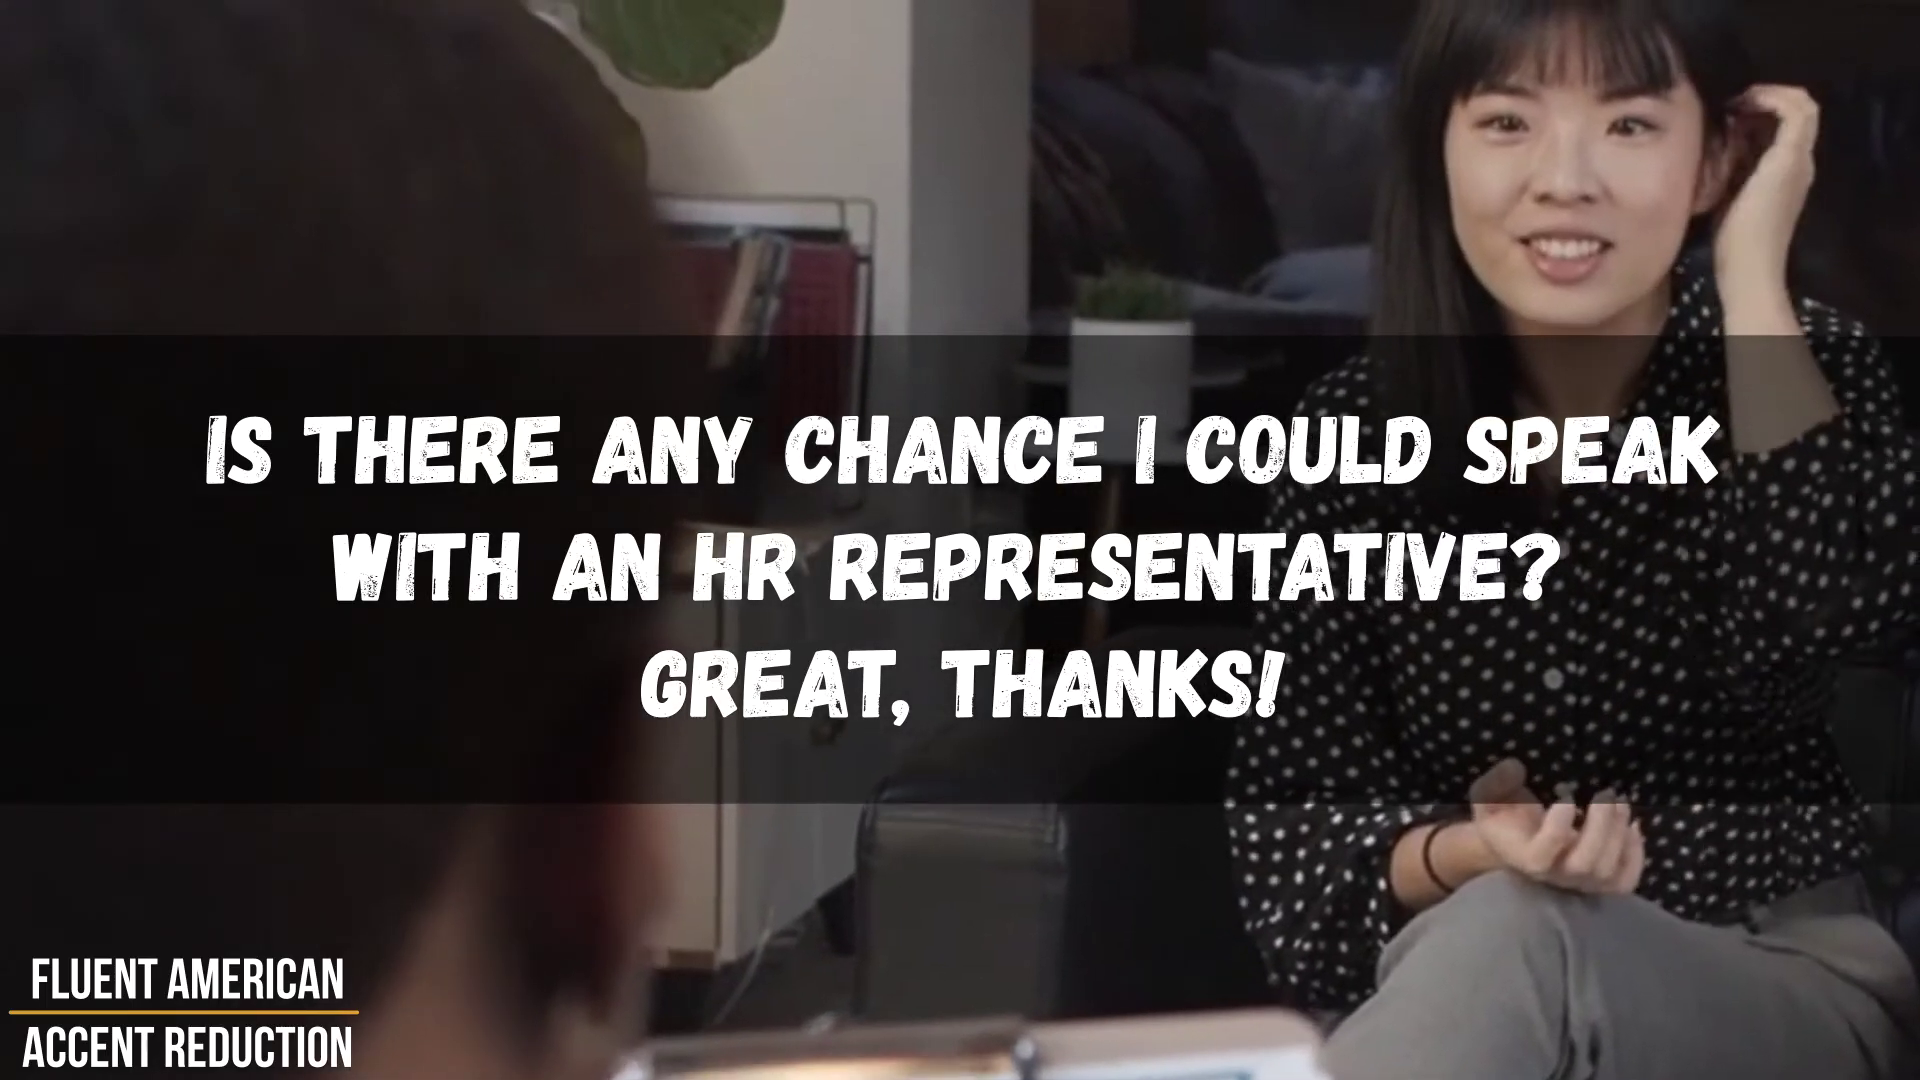 IS THERE ANY CHANCE I COULD SPEAK
WITH AN HR REPRESENTATIVE?
GREAT, THANKS!
FLUENT AMERICAN
ACCENT REDUCTION